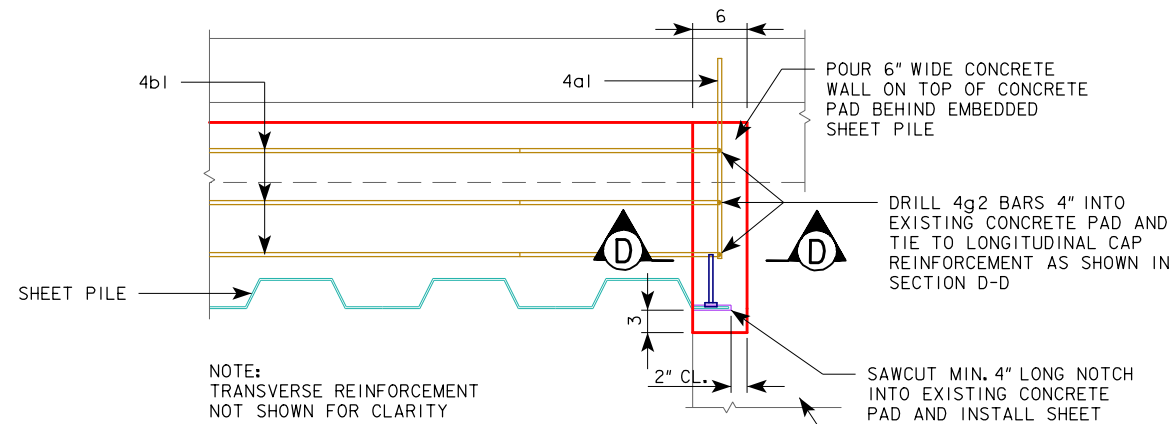 6
4b1
4a1
POUR 6" WIDE CONCRETE
WALL ON TOP OF CONCRETE
PAD BEHIND EMBEDDED
SHEET PILE
DRILL 4g2 BARS 4" INTO
EXISTING CONCRETE PAD AND
TIE TO LONGITUDINAL CAP
REINFORCEMENT AS SHOWN IN
SECTION D-D
D
D
SHEET PILE
3
2" CL.
NOTE:
TRANSVERSE REINFORCEMENT
NOT SHOWN FOR CLARITY
SAWCUT MIN. 4" LONG NOTCH
INTO EXISTING CONCRETE
PAD AND INSTALL SHEET